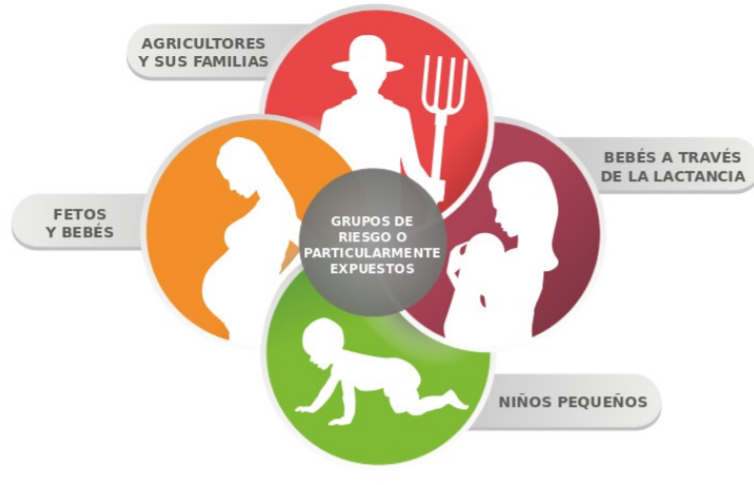 AGRICULTORES
Y SUS FAMILIAS
BEBÉS A TRAVÉS
DE LA LACTANCIA
FETOS
Y BEBÉS
GRUPOS DE
RIESGO O
PARTICULARMENTE
EXPUESTOS
NIÑOS PEQUEÑOS